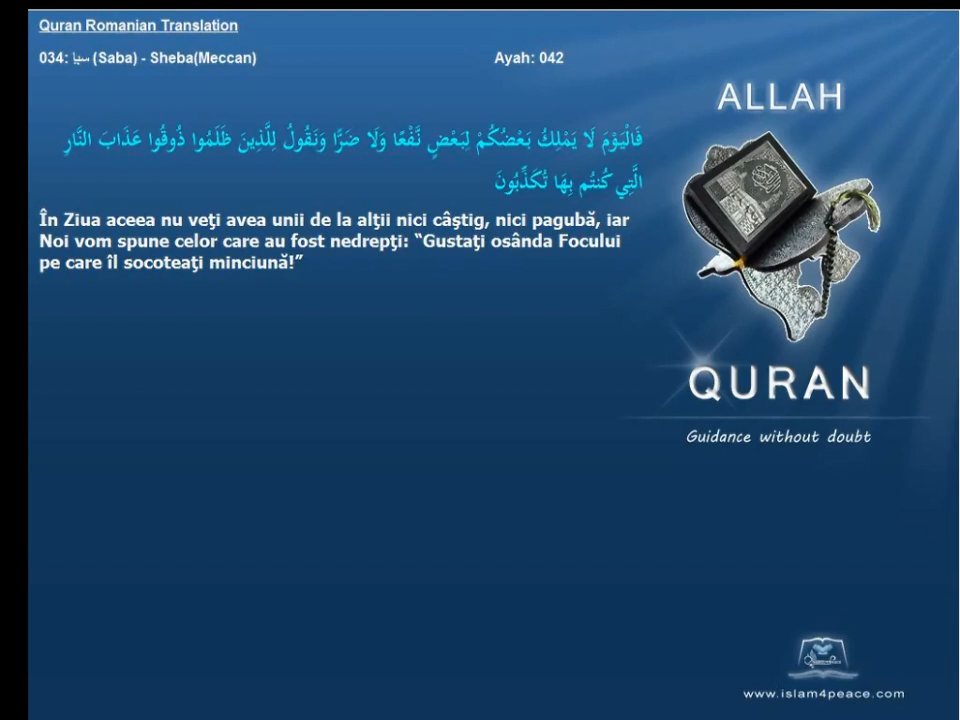 Quran Romanian Translation
034: سبإ (Saba) - Sheba(Meccan)
Ayah: 042
فَالْيَوْمَ لَا يَمْلِكُ بَعْضُكُمْ لِبَعْضٍ نَّفْعًا وَلَا ضَرًّا وَنَقُولُ لِلَّذِينَ ظَلَمُوا ذُوقُوا عَذَابَ النَّارِ
الَّتِي كُنتُم بِهَا تُكَذِّبُونَ
În Ziua aceea nu veţi avea unii de la alţii nici câştig, nici pagubă, iar
Noi vom spune celor care au fost nedrepţi: “Gustaţi osânda Focului
pe care îl socoteaţi minciună!”
ALLAH
QURAN
Guidance without doubt
www.islam4peace.com